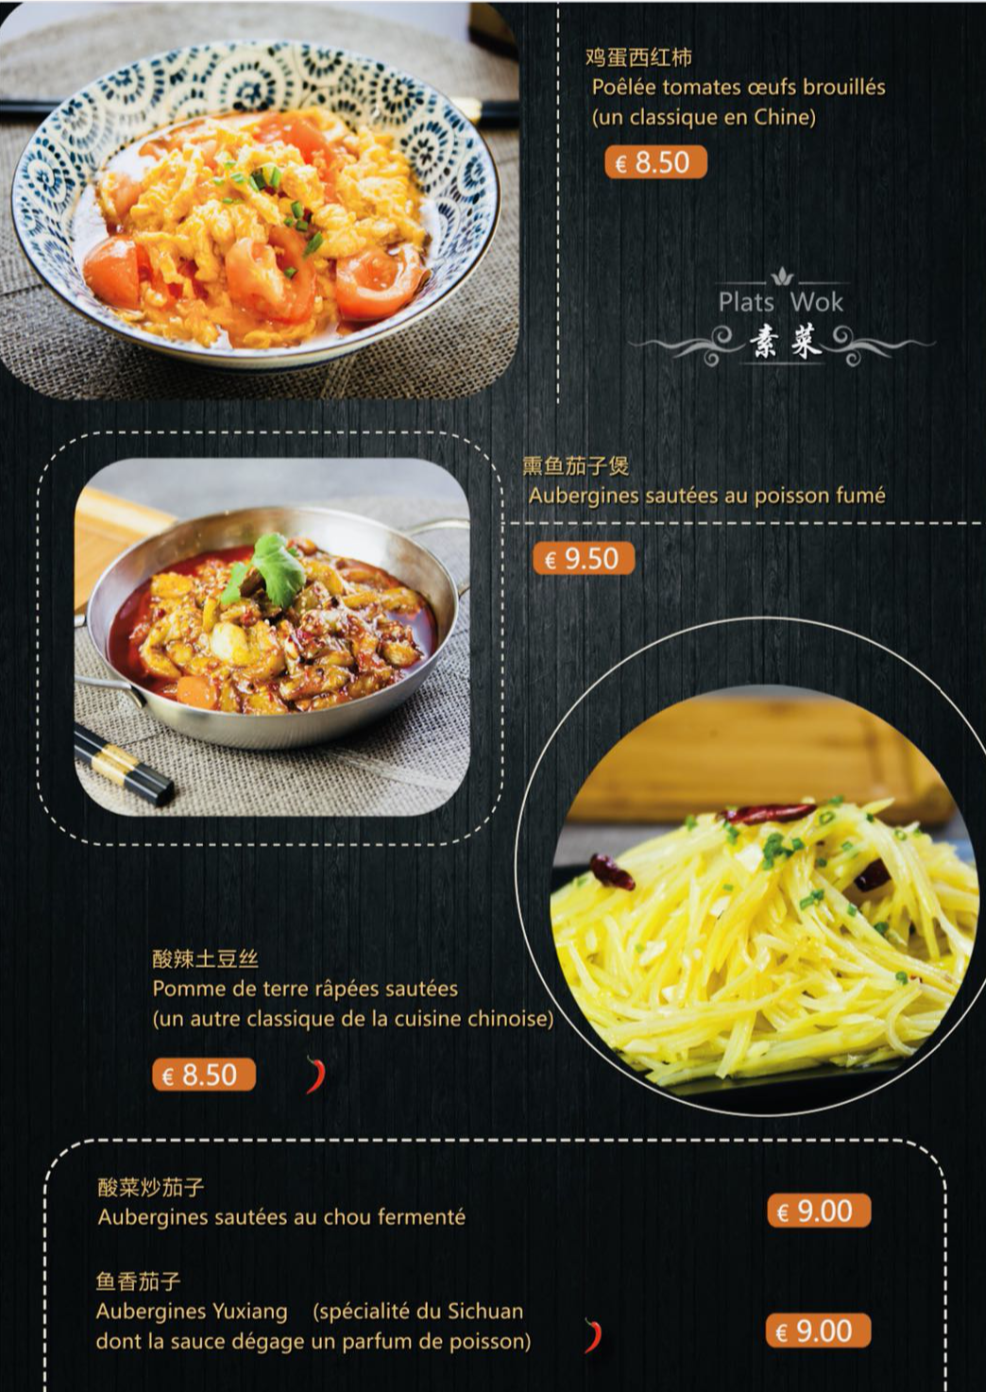 鸡蛋西红柿
Poêlée tomates œufs brouillés
(un classique en Chine)
€ 8.50
Plats Wok
素菜
熏鱼茄子煲
Aubergines sautées au poisson fumé
€ 9.50
酸辣土豆丝
Pomme de terre râpées sautées
(un autre classique de la cuisine chinoise)
€ 8.50
酸菜炒茄子
Aubergines sautées au chou fermenté
€ 9.00
鱼香茄子
Aubergines Yuxiang (spécialité du Sichuan
dont la sauce dégage un parfum de poisson)
€ 9.00